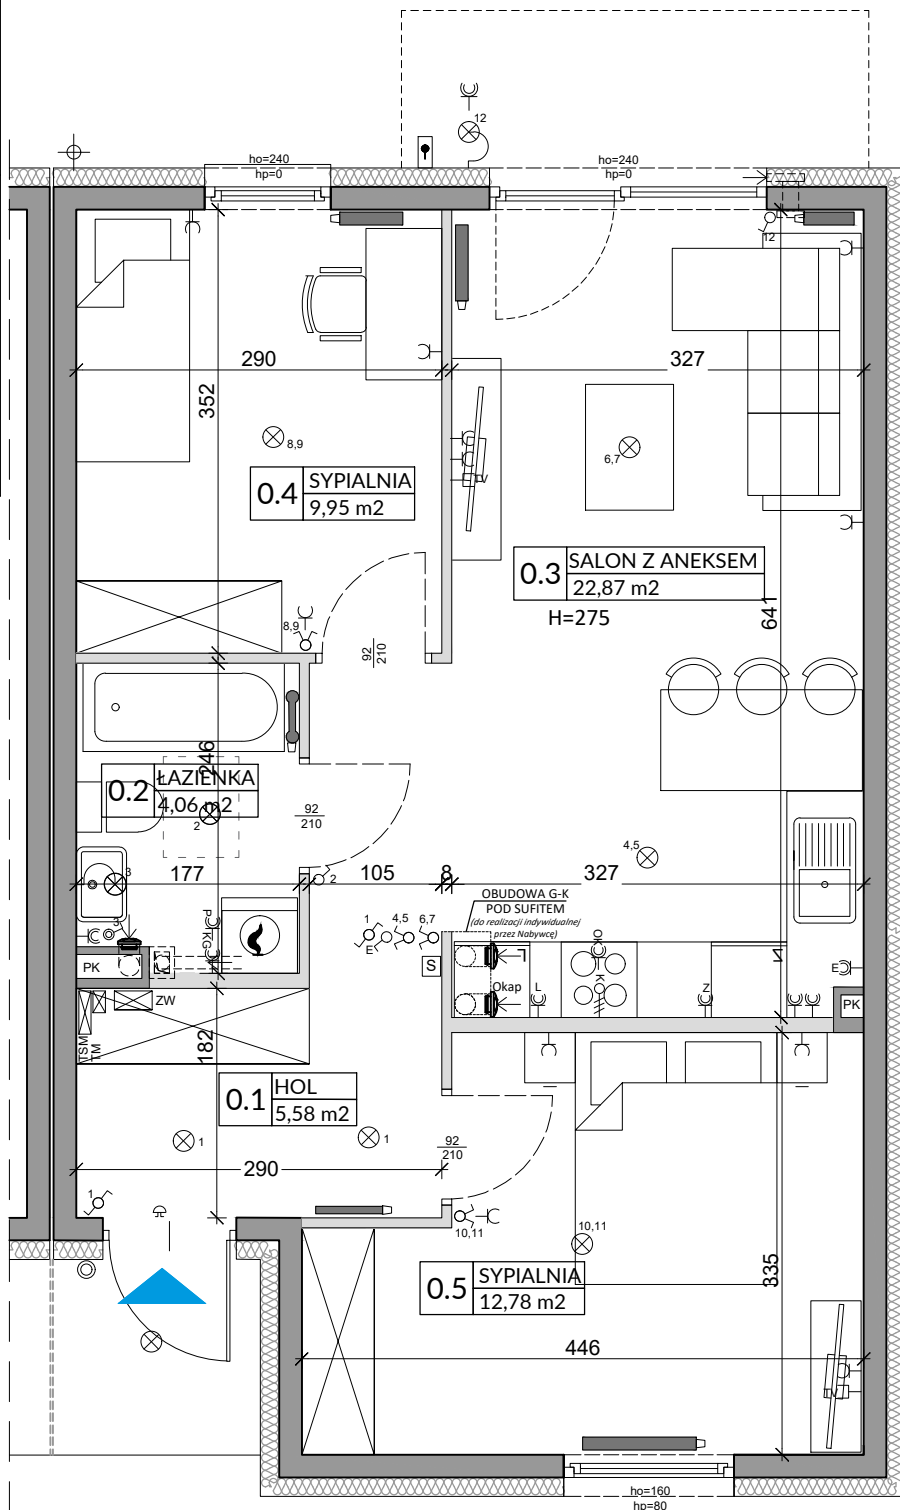 12
ho=240
hp=0
ho=240
hp=0
12
290
327
352
8,9
6,7
TV
0.4 SYPIALNIA
9,95 m2
0.3 SALON Z ANEKSEM
22,87 m2
H=275
641
8,9
92
210
246
0.2 ŁAZIENKA
4,06 m2
2
92
210
4,5
3
177
2
105
8
327
OBUDOWA G-K
POD SUFITEM
(do realizacji indywidualnej
przez Nabywcę)
3
P
KG
1
4,5
6,7
E
S
OK
PK
Okap
L
K
Z
E
PK
ZW
TSM
TM
182
0.1 HOL
5,58 m2
1
1
92
210
290
1
10,11
10,11
0.5 SYPIALNIA
12,78 m2
335
446
TV
ho=160
hp=80